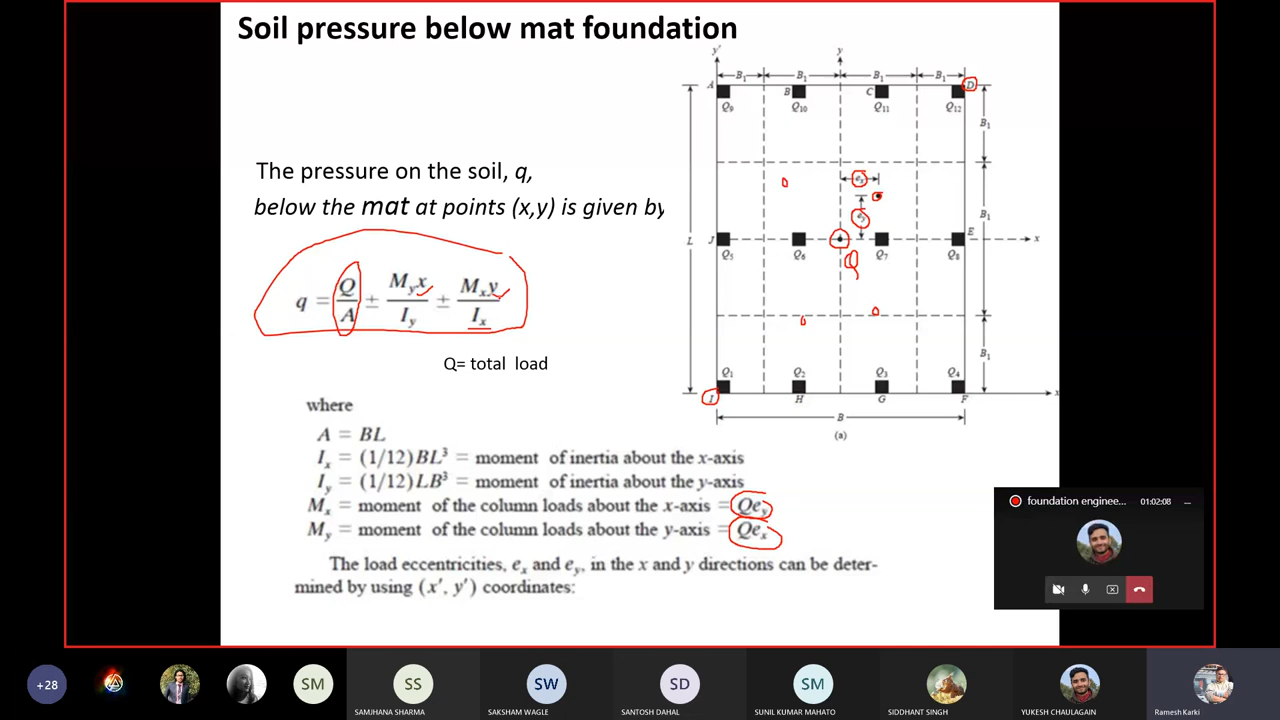 Soil pressure below mat foundation
The pressure on the soil, q,
below the mat at points (x,y) is given by
q = Q/A ± M_y x/I_y ± M_x y/I_x
Q= total load
where
A = BL
I_x = (1/12)BL³ = moment of inertia about the x-axis
I_y = (1/12)LB³ = moment of inertia about the y-axis
M_x = moment of the column loads about the x-axis = Qe_y
M_y = moment of the column loads about the y-axis = Qe_x
The load eccentricities, e_x and e_y, in the x and y directions can be deter-
mined by using (x′, y′) coordinates:
y′ y
B₁ B₁ B₁ B₁
A B C D
Q₉ Q₁₀ Q₁₁ Q₁₂
B₁
e_x
e_y
B₁
L J E x
Q₅ Q₆ Q₇ Q₈
Q
B₁
Q₁ Q₂ Q₃ Q₄
I H G F x
B
(a)
foundation enginee... 01:02:08
+28
SM
SS
SW
SD
SM
SAMJHANA SHARMA
SAKSHAM WAGLE
SANTOSH DAHAL
SUNIL KUMAR MAHATO
SIDDHANT SINGH
YUKESH CHAULAGAIN
Ramesh Karki